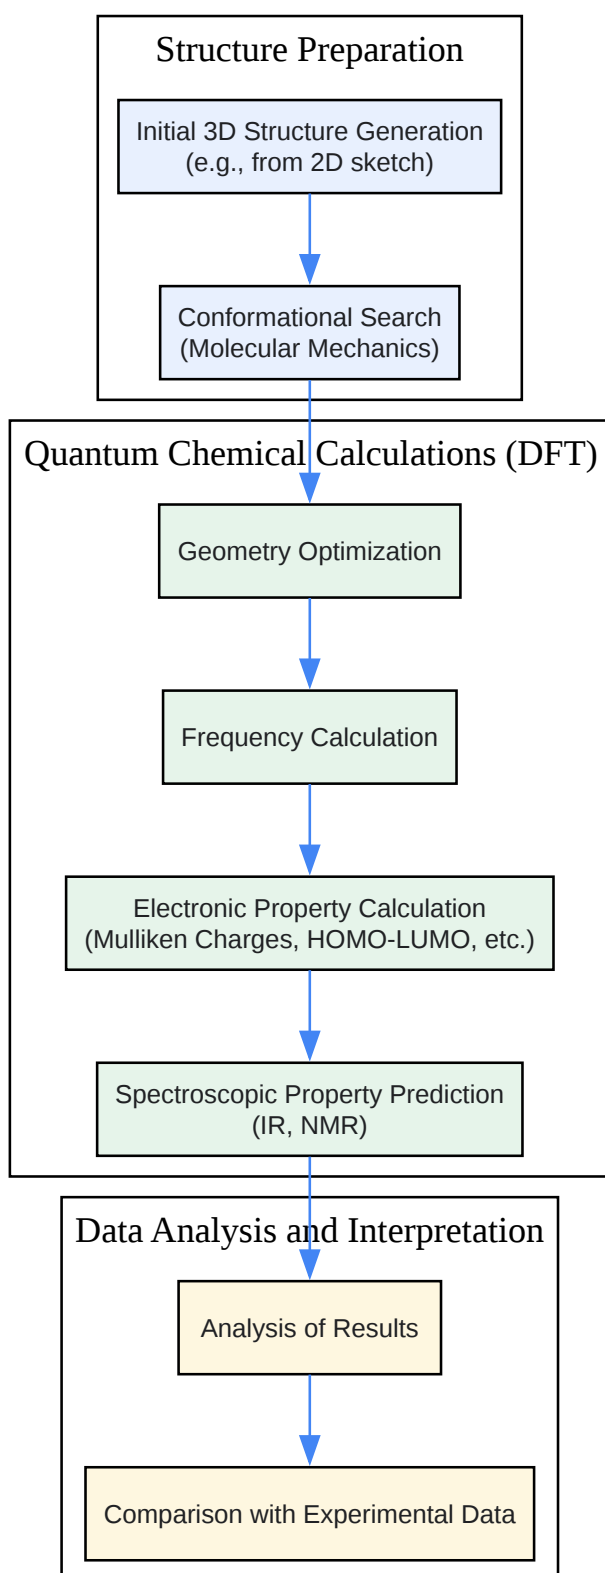 Structure Preparation
Initial 3D Structure Generation
(e.g., from 2D sketch)
Conformational Search
(Molecular Mechanics)
Quantum Chemical Calculations (DFT)
Geometry Optimization
Frequency Calculation
Electronic Property Calculation
(Mulliken Charges, HOMO-LUMO, etc.)
Spectroscopic Property Prediction
(IR, NMR)
Data Analysis and Interpretation
Analysis of Results
Comparison with Experimental Data